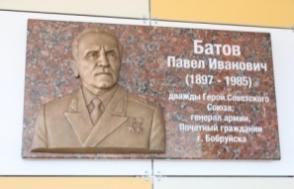 Батов
Павел Иванович
(1897 - 1985)
дважды Герой Советского
Союза,
генерал армии,
Почетный гражданин
г. Бобруйска